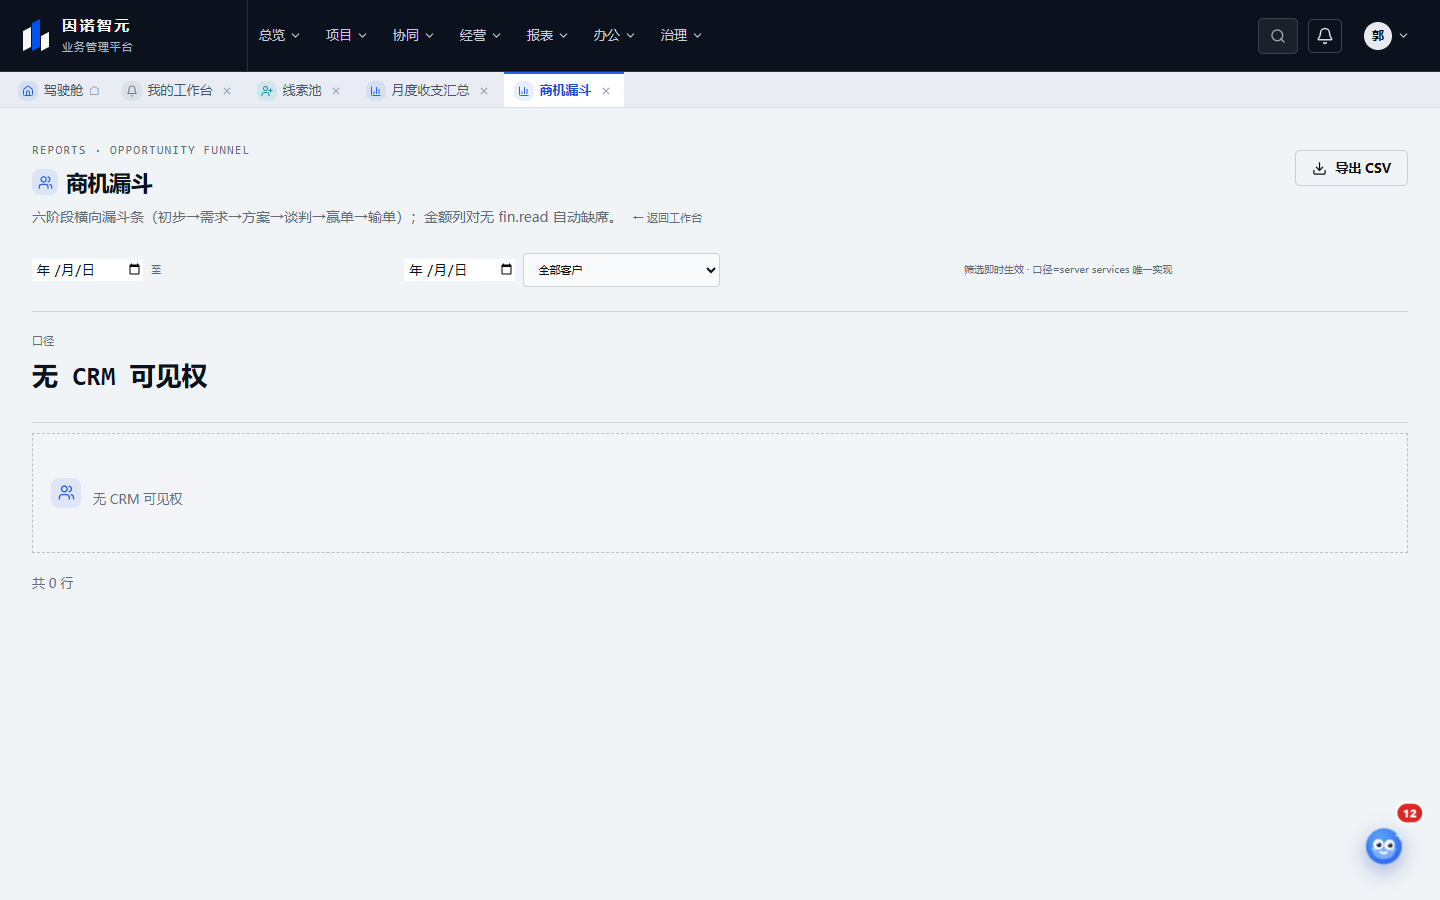 因诺智元
业务管理平台
总览 项目 协同 经营 报表 办公 治理
郭
驾驶舱 我的工作台 线索池 月度收支汇总 商机漏斗
REPORTS · OPPORTUNITY FUNNEL
商机漏斗
导出 CSV
六阶段横向漏斗条（初步→需求→方案→谈判→赢单→输单）；金额列对无 fin.read 自动缺席。 ← 返回工作台
年 /月/日 至 年 /月/日 全部客户 筛选即时生效 · 口径=server services 唯一实现
口径
无 CRM 可见权
无 CRM 可见权
共 0 行
12